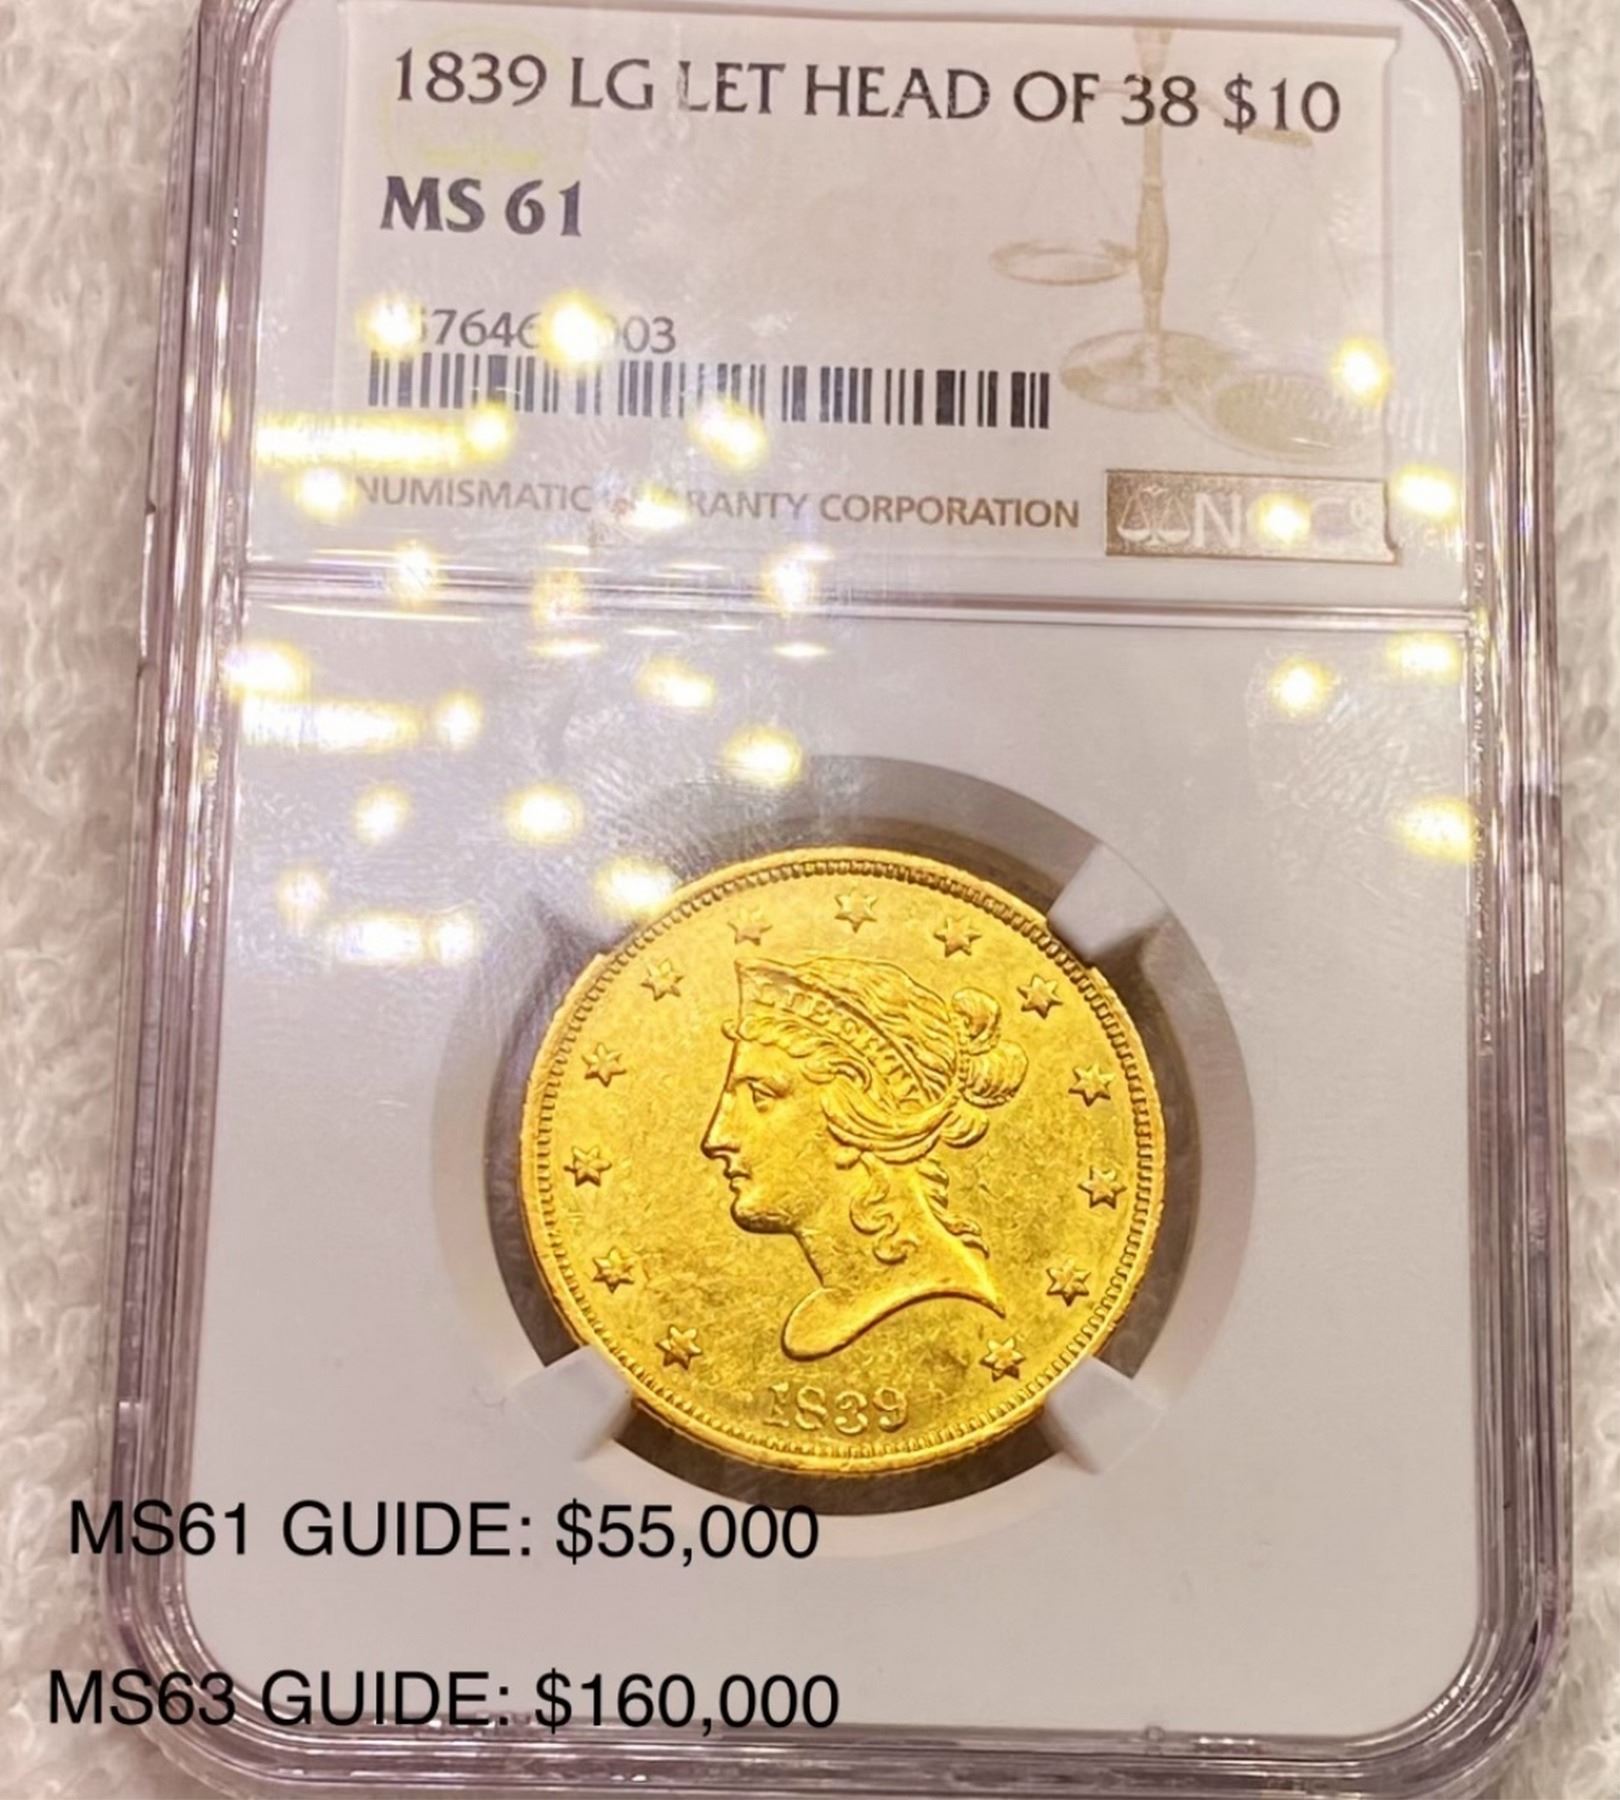 1839 LG LET HEAD OF 38 $10
MS 61
NUMISMATIC CORPORATION
LIBERTY
1839
MS61 GUIDE: $55,000
MS63 GUIDE: $160,000